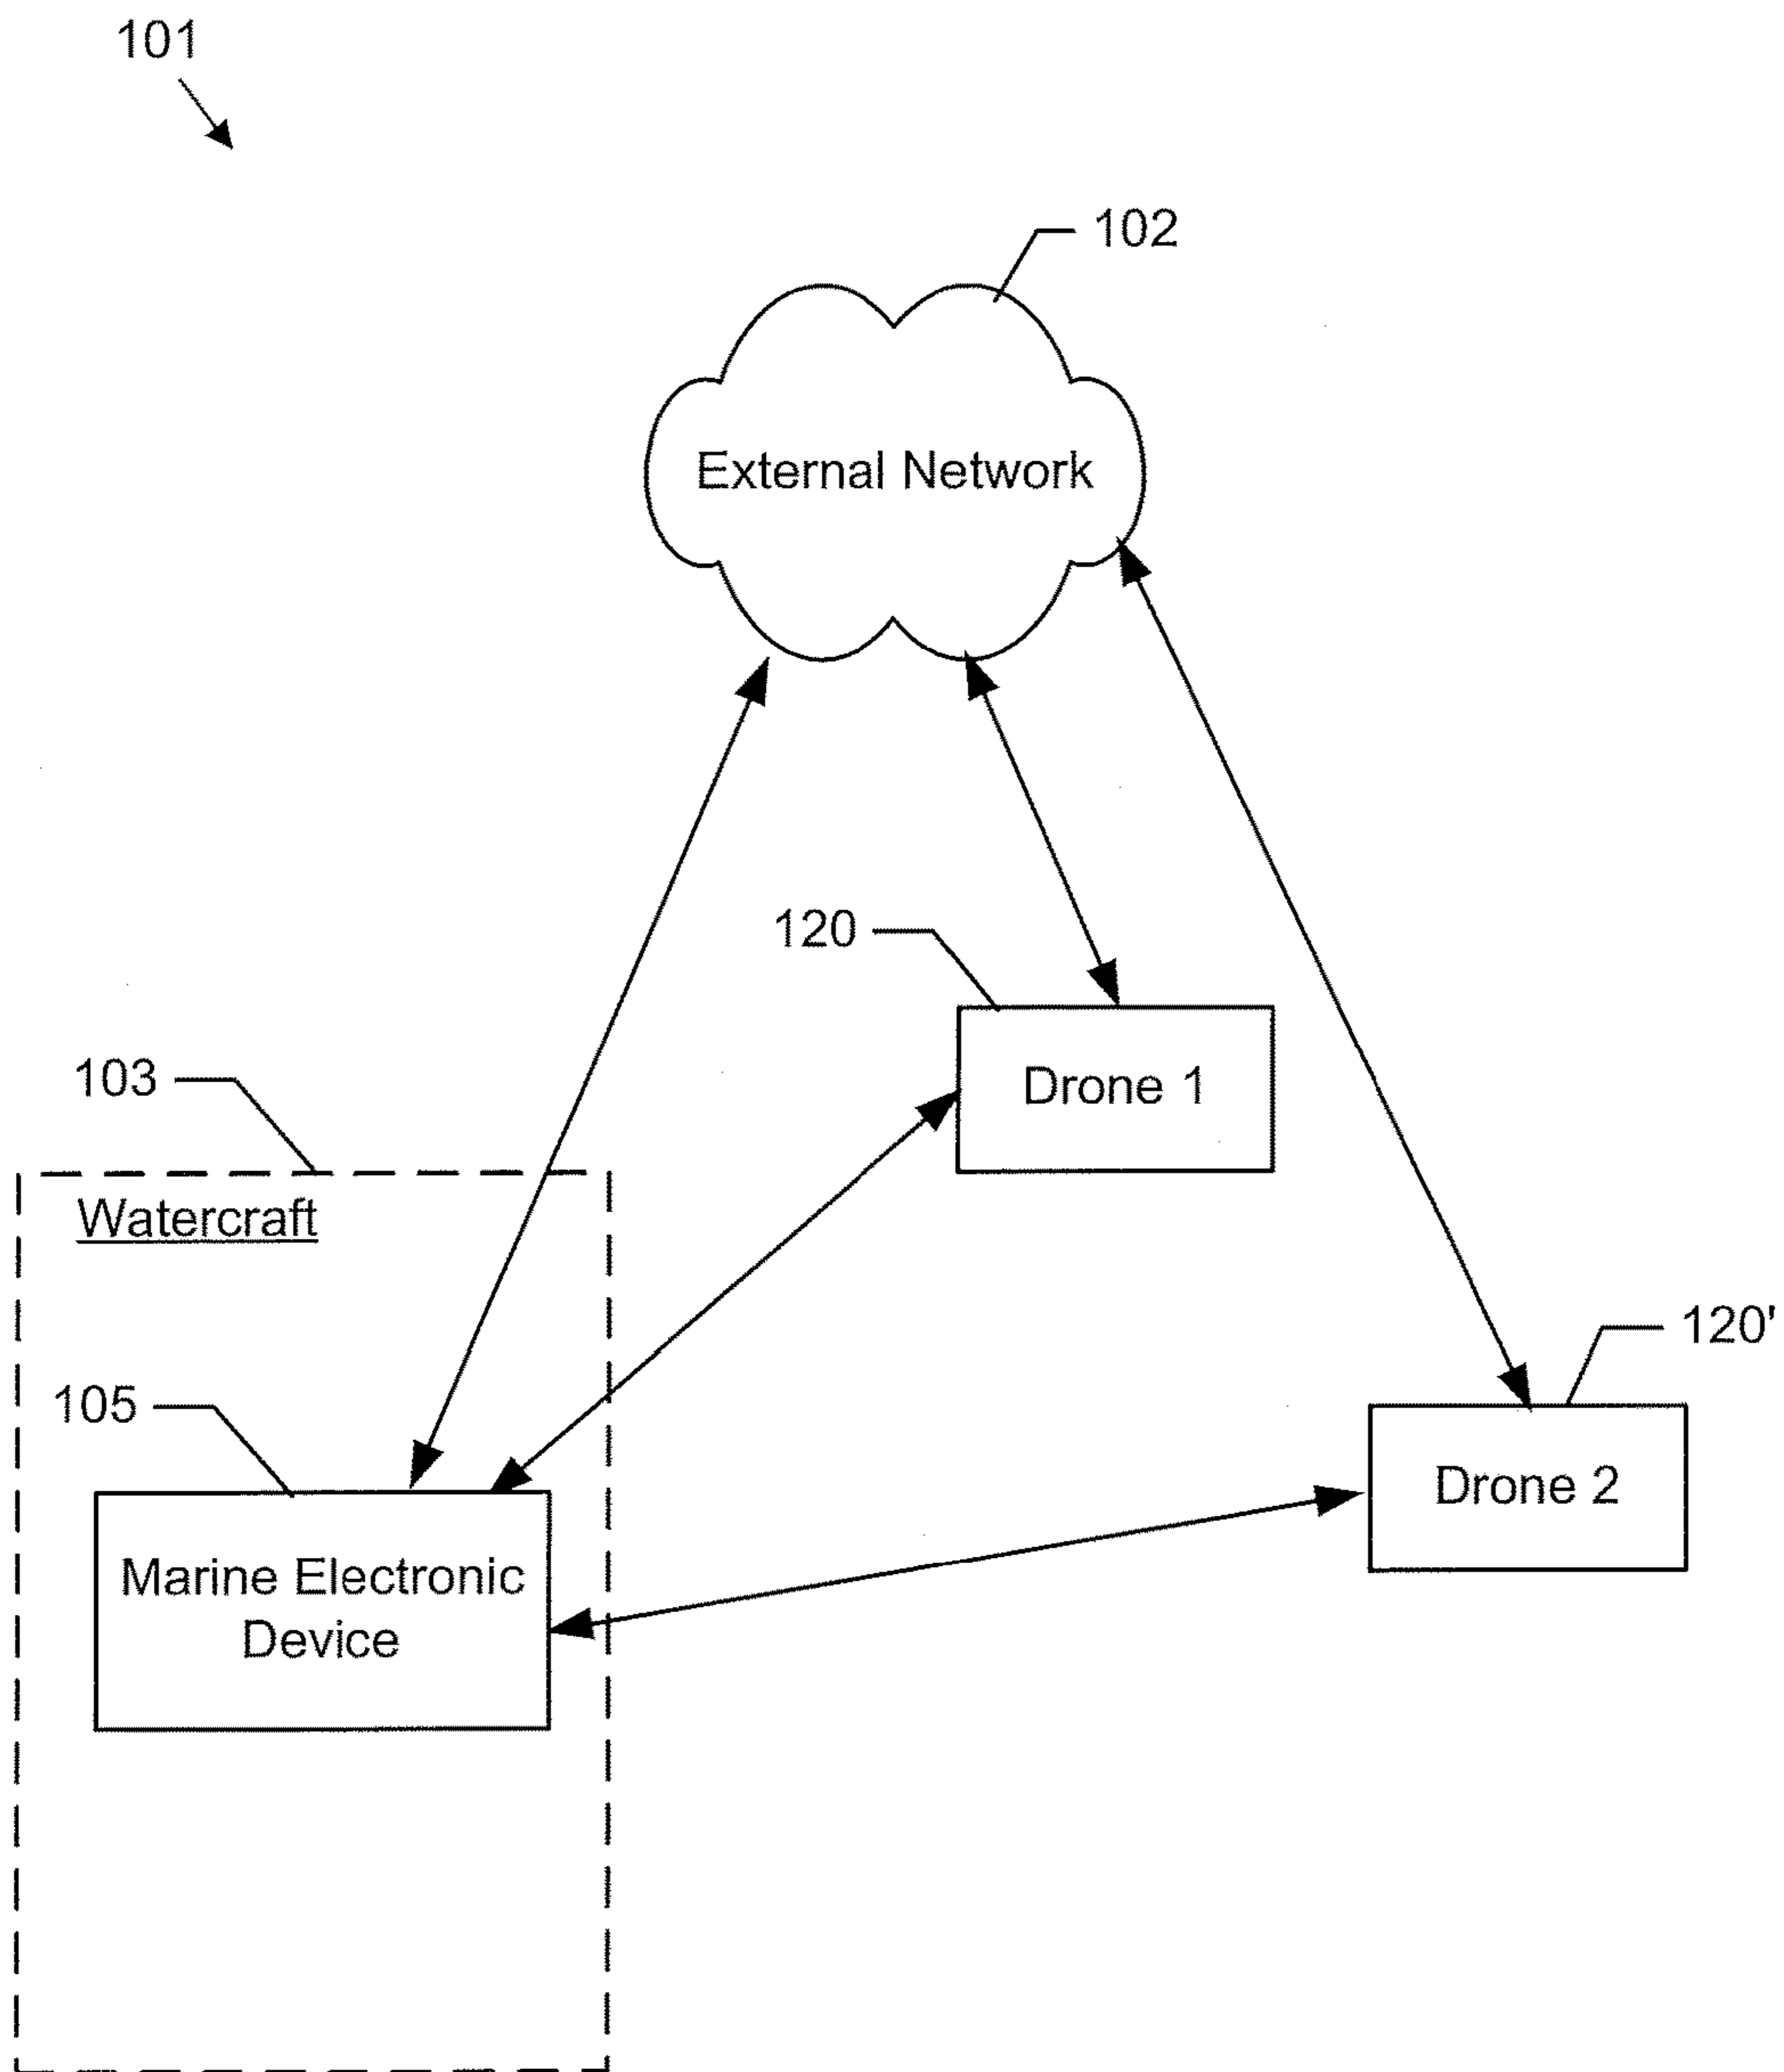 101
102
External Network
120
Drone 1
103
Watercraft
120'
105
Drone 2
Marine Electronic
Device